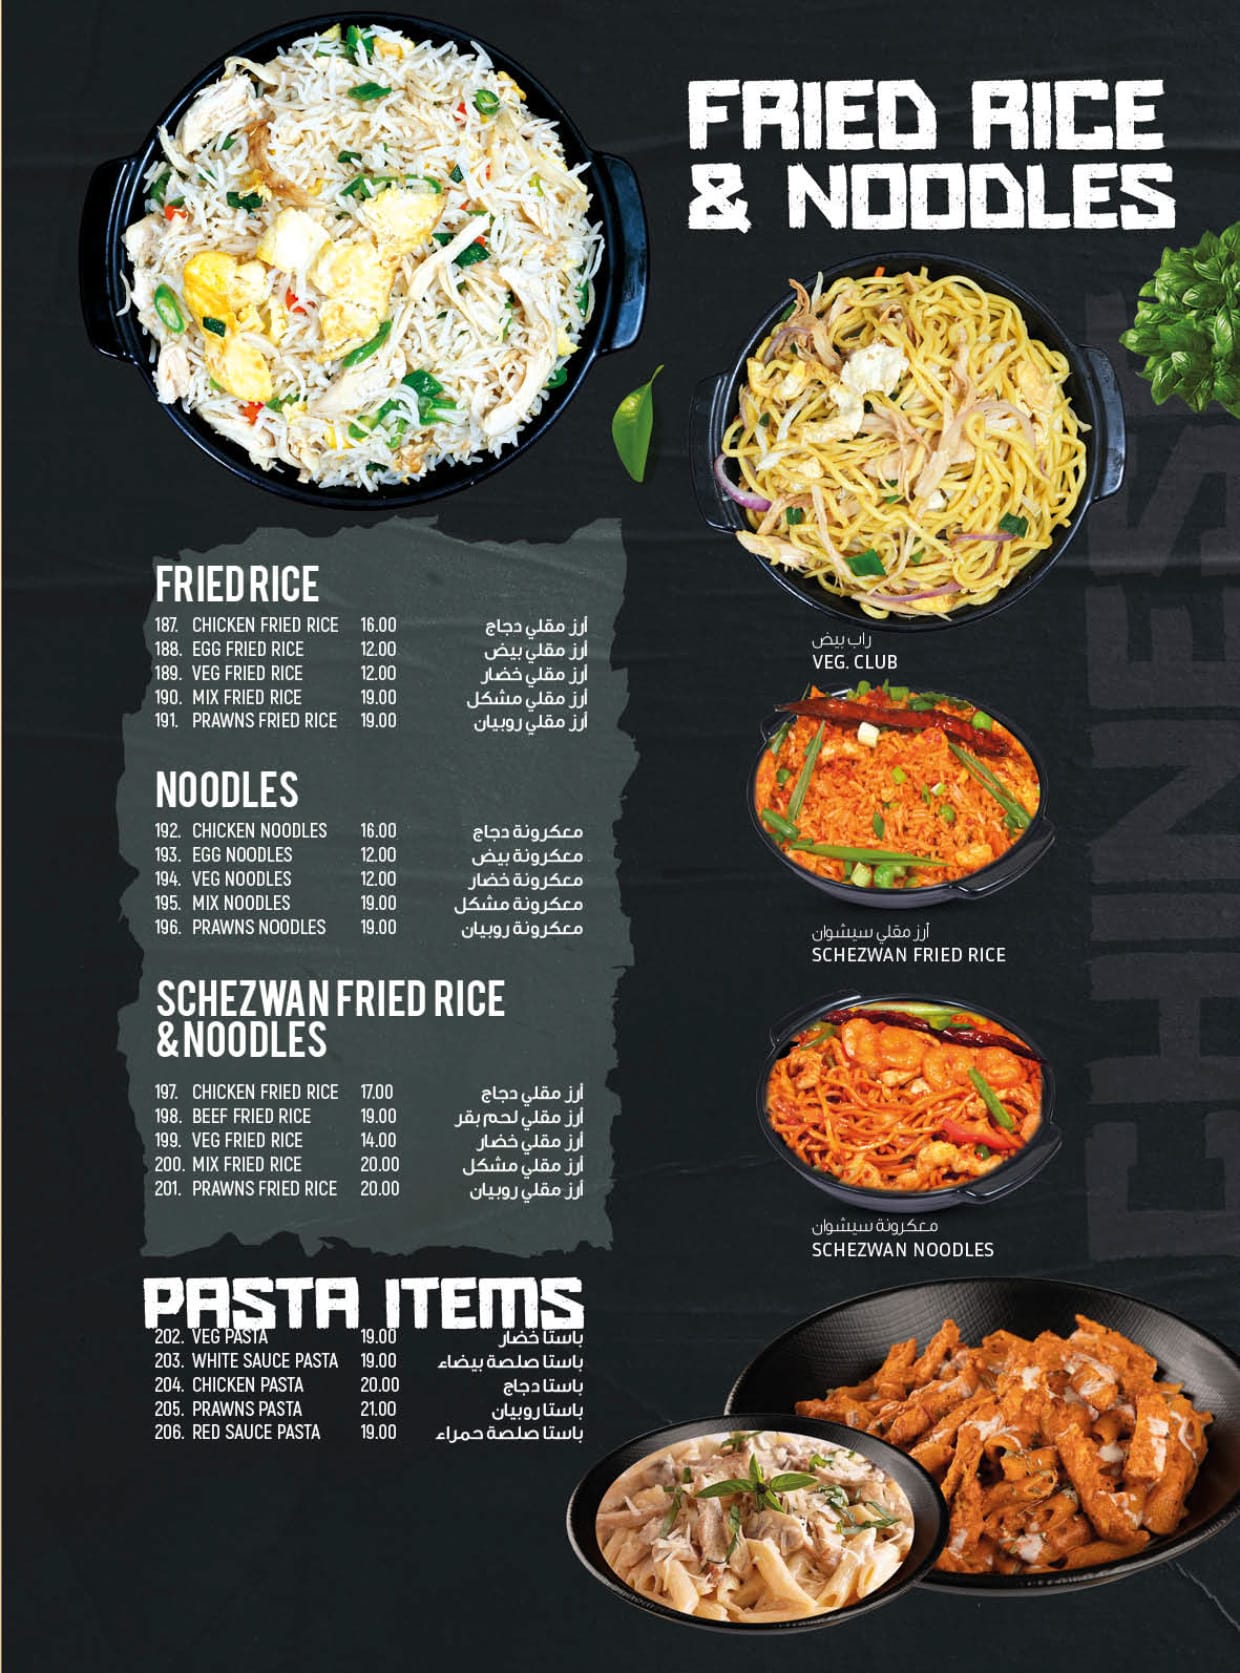 FRIED RICE
& NOODLES
FRIED RICE
187. CHICKEN FRIED RICE 16.00 أرز مقلي دجاج
188. EGG FRIED RICE 12.00 أرز مقلي بيض
189. VEG FRIED RICE 12.00 أرز مقلي خضار
190. MIX FRIED RICE 19.00 أرز مقلي مشكل
191. PRAWNS FRIED RICE 19.00 أرز مقلي روبيان
NOODLES
192. CHICKEN NOODLES 16.00 معكرونة دجاج
193. EGG NOODLES 12.00 معكرونة بيض
194. VEG NOODLES 12.00 معكرونة خضار
195. MIX NOODLES 19.00 معكرونة مشكل
196. PRAWNS NOODLES 19.00 معكرونة روبيان
SCHEZWAN FRIED RICE
& NOODLES
197. CHICKEN FRIED RICE 17.00 أرز مقلي دجاج
198. BEEF FRIED RICE 19.00 أرز مقلي لحم بقر
199. VEG FRIED RICE 14.00 أرز مقلي خضار
200. MIX FRIED RICE 20.00 أرز مقلي مشكل
201. PRAWNS FRIED RICE 20.00 أرز مقلي روبيان
PASTA ITEMS
202. VEG PASTA 19.00 باستا خضار
203. WHITE SAUCE PASTA 19.00 باستا صلصة بيضاء
204. CHICKEN PASTA 20.00 باستا دجاج
205. PRAWNS PASTA 21.00 باستا روبيان
206. RED SAUCE PASTA 19.00 باستا صلصة حمراء
راب بيض
VEG. CLUB
أرز مقلي سيشوان
SCHEZWAN FRIED RICE
معكرونة سيشوان
SCHEZWAN NOODLES
CHINESE